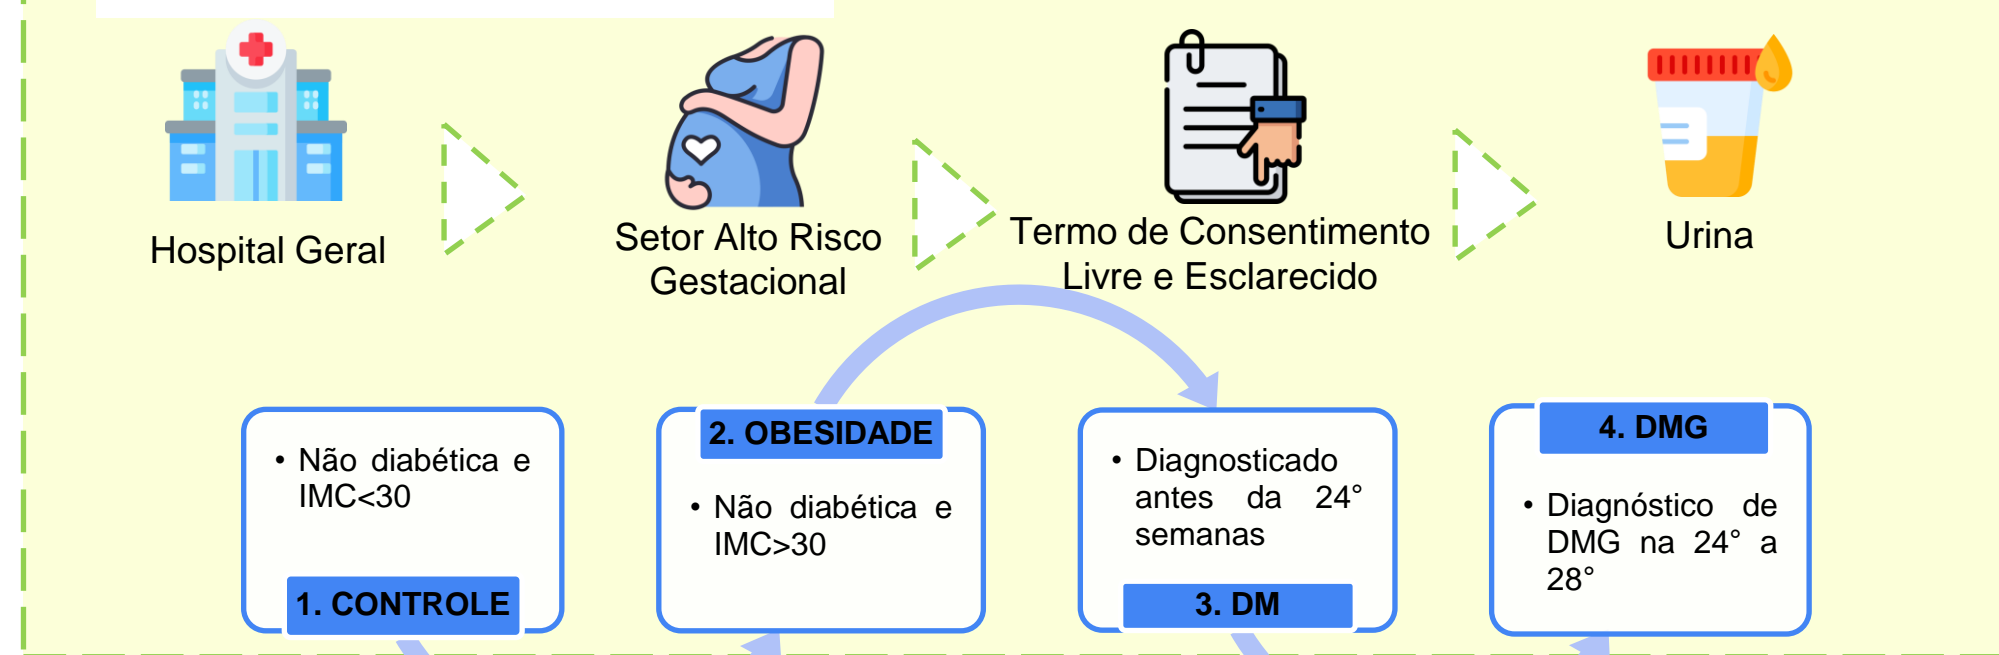 Hospital Geral
Setor Alto Risco
Gestacional
Termo de Consentimento
Livre e Esclarecido
Urina
• Não diabética e
IMC<30
1. CONTROLE
2. OBESIDADE
• Não diabética e
IMC>30
• Diagnosticado
antes da 24°
semanas
3. DM
4. DMG
• Diagnóstico de
DMG na 24° a
28°